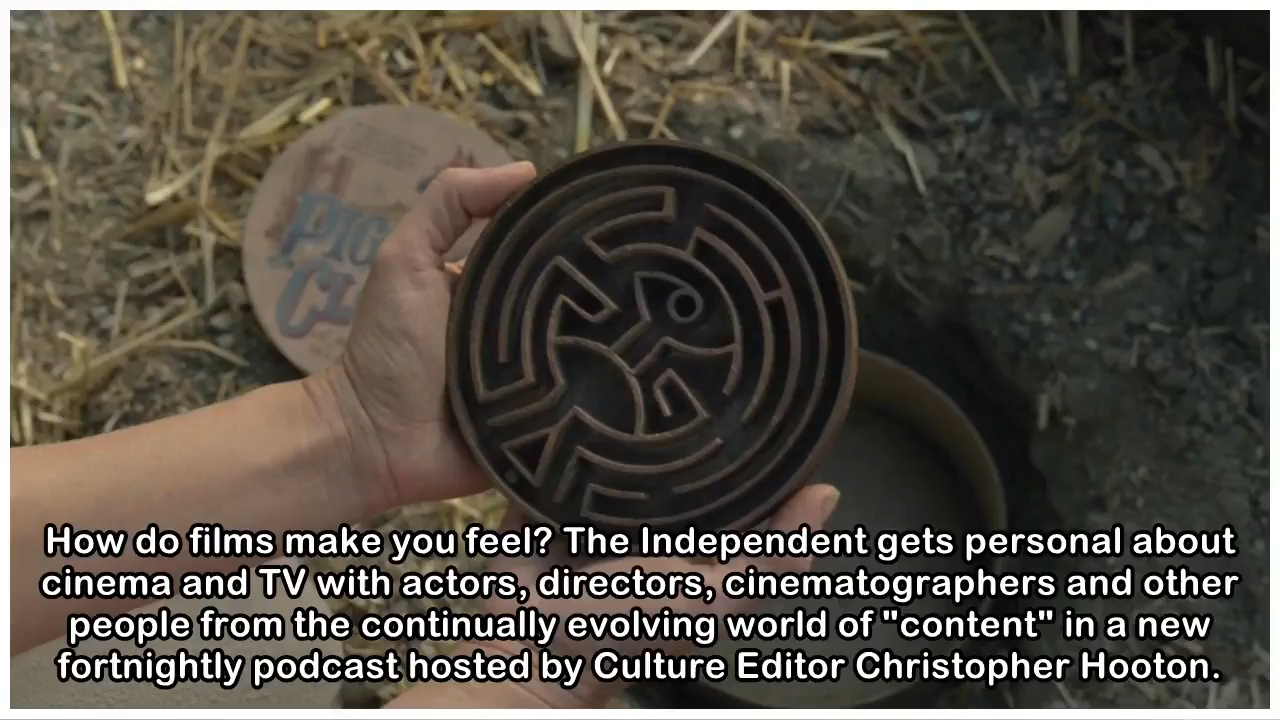 PIG
CL
How do films make you feel? The Independent gets personal about
cinema and TV with actors, directors, cinematographers and other
people from the continually evolving world of "content" in a new
fortnightly podcast hosted by Culture Editor Christopher Hooton.